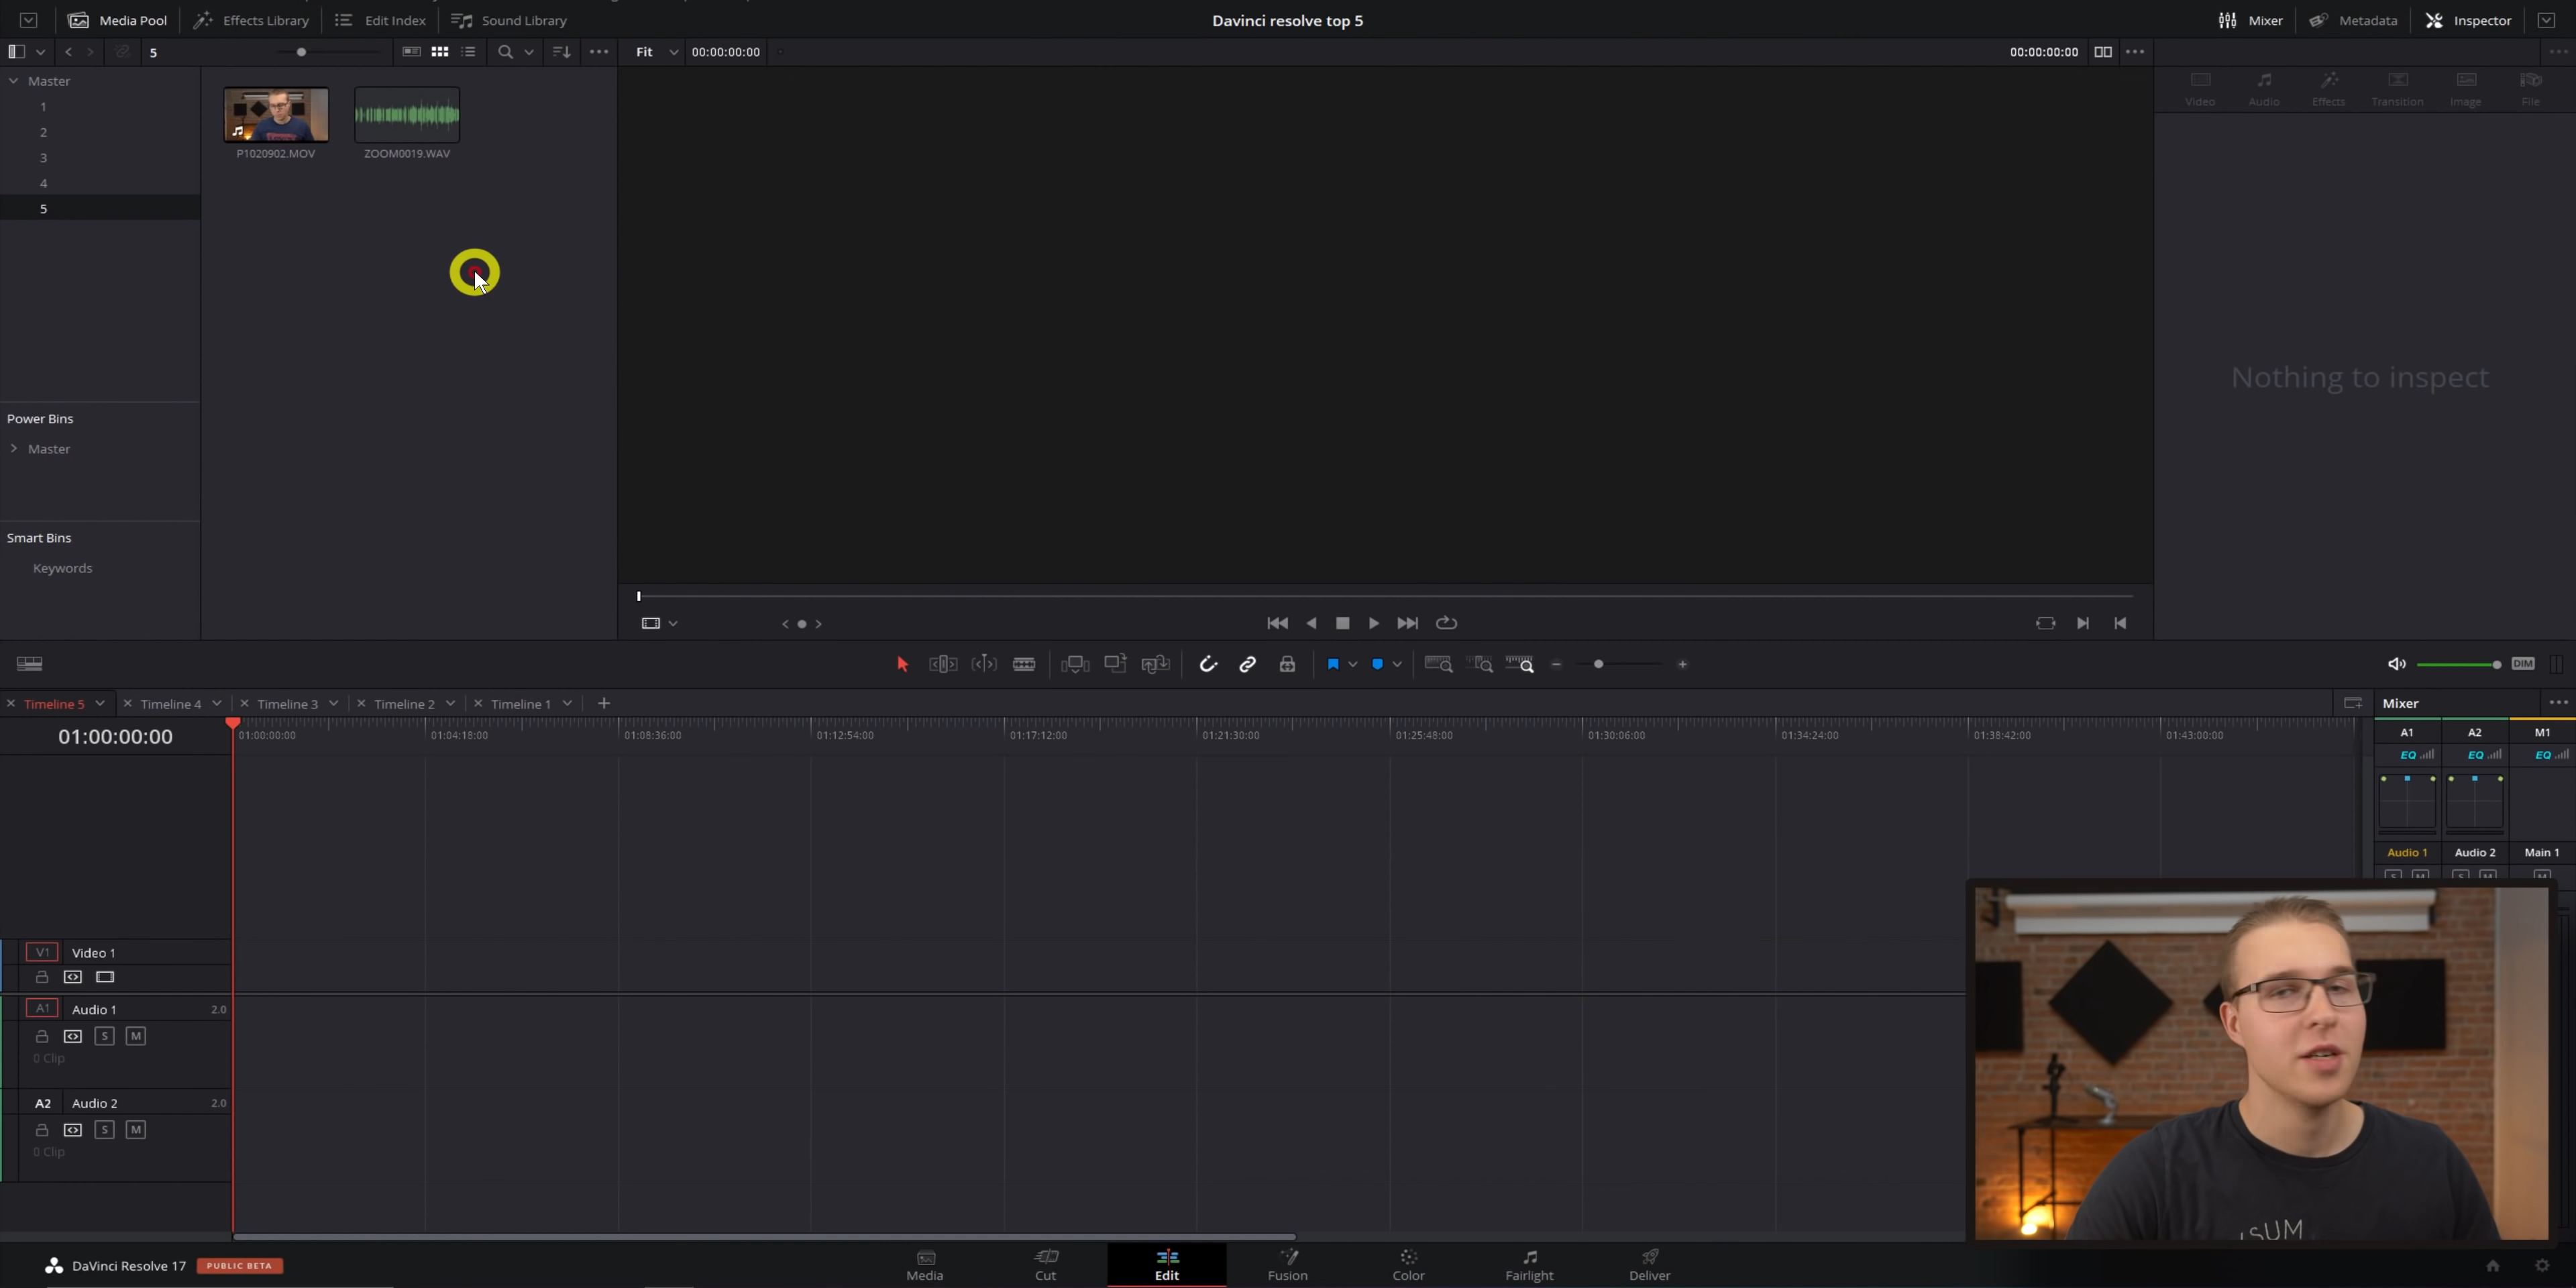 Media Pool Effects Library Edit Index Sound Library Davinci resolve top 5 Mixer Metadata Inspector
5 Fit 00:00:00:00 00:00:00:00
Master
1
2
3
4
5
P1020902.MOV ZOOM0019.WAV
Video Audio Effects Transition Image File
Nothing to inspect
Power Bins
Master
Smart Bins
Keywords
DIM
Timeline 5 Timeline 4 Timeline 3 Timeline 2 Timeline 1 Mixer
01:00:00:00 01:00:00:00 01:04:18:00 01:08:36:00 01:12:54:00 01:17:12:00 01:21:30:00 01:25:48:00 01:30:06:00 01:34:24:00 01:38:42:00 01:43:00:00
A1 A2 M1
EQ EQ EQ
Audio 1 Audio 2 Main 1
S M S M M
V1 Video 1
A1 Audio 1 2.0
S M
0 Clip
A2 Audio 2 2.0
S M
0 Clip
SUM
DaVinci Resolve 17 PUBLIC BETA
Media Cut Edit Fusion Color Fairlight Deliver